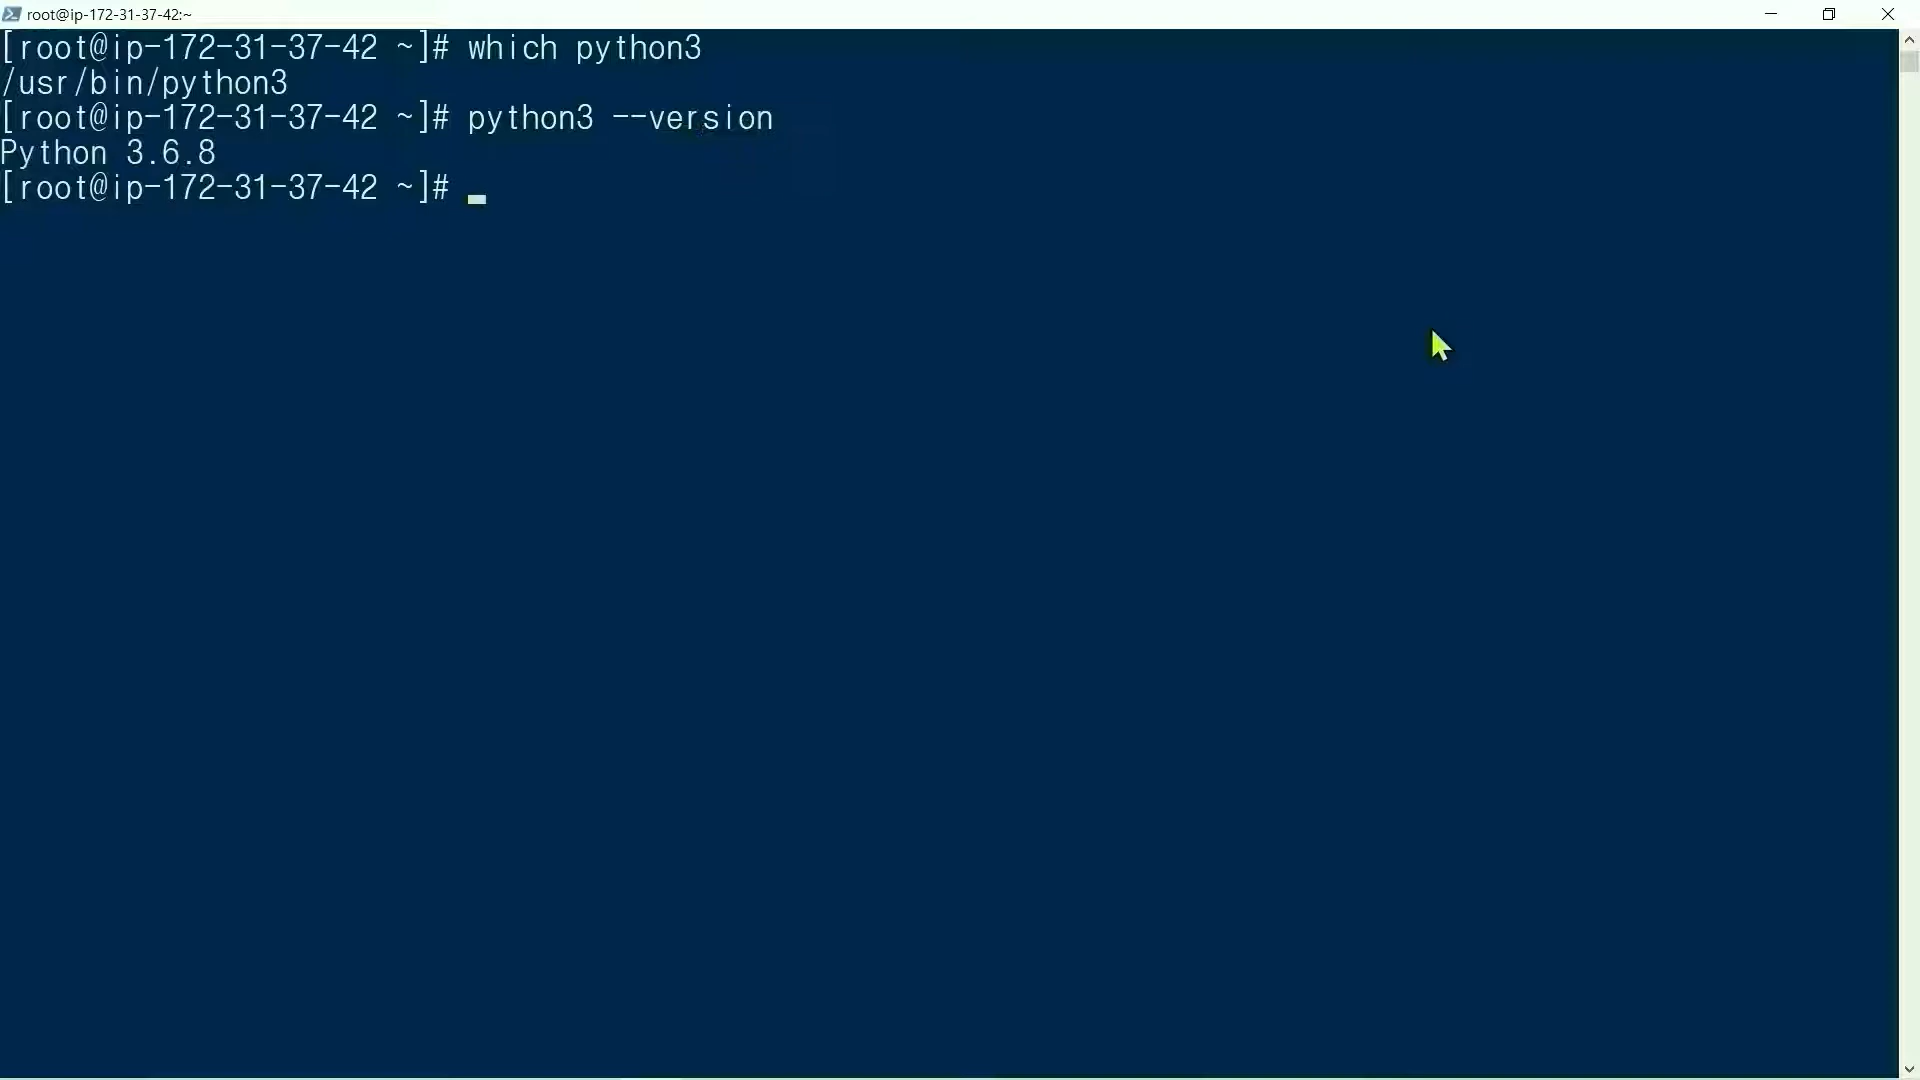 root@ip-172-31-37-42:~
[root@ip-172-31-37-42 ~]# which python3
/usr/bin/python3
[root@ip-172-31-37-42 ~]# python3 --version
Python 3.6.8
[root@ip-172-31-37-42 ~]#